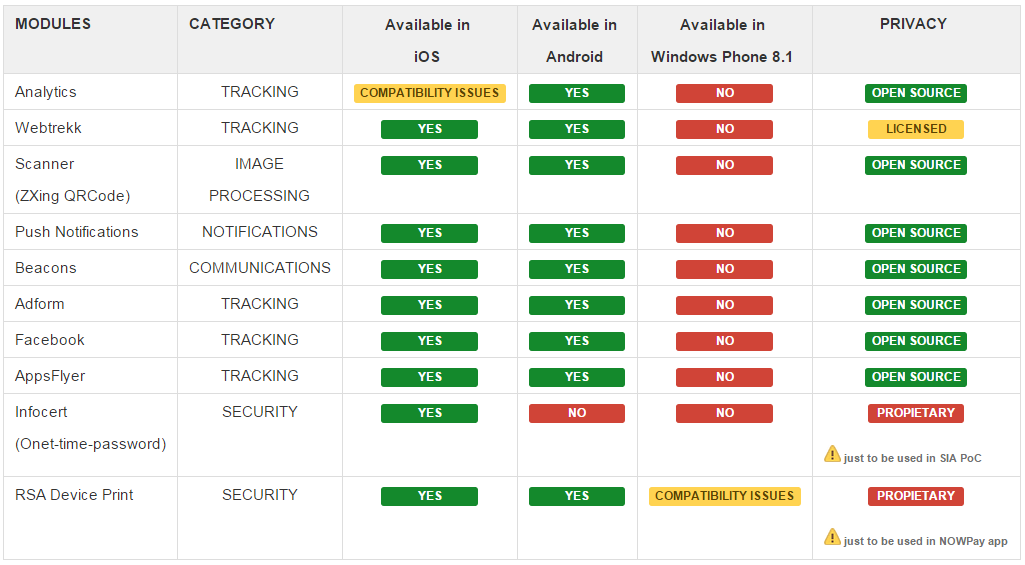 MODULES CATEGORY Available in iOS Available in Android Available in Windows Phone 8.1 PRIVACY
Analytics TRACKING COMPATIBILITY ISSUES YES NO OPEN SOURCE
Webtrekk TRACKING YES YES NO LICENSED
Scanner IMAGE YES YES NO OPEN SOURCE
(ZXing QRCode) PROCESSING
Push Notifications NOTIFICATIONS YES YES NO OPEN SOURCE
Beacons COMMUNICATIONS YES YES NO OPEN SOURCE
Adform TRACKING YES YES NO OPEN SOURCE
Facebook TRACKING YES YES NO OPEN SOURCE
AppsFlyer TRACKING YES YES NO OPEN SOURCE
Infocert SECURITY YES NO NO PROPIETARY
(Onet-time-password) just to be used in SIA PoC
RSA Device Print SECURITY YES YES COMPATIBILITY ISSUES PROPIETARY
just to be used in NOWPay app